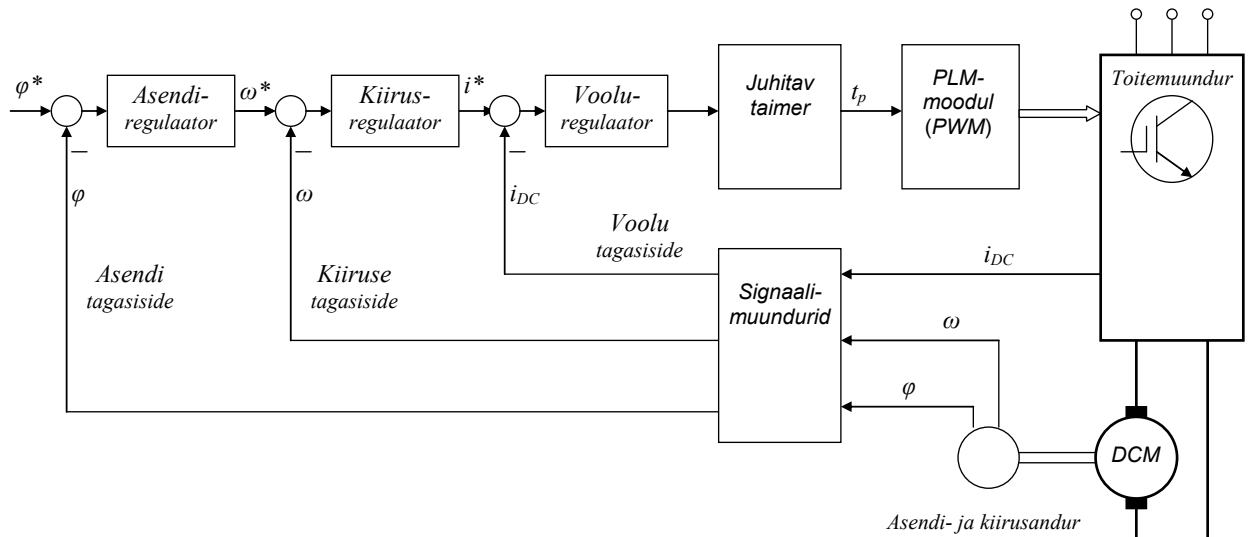 φ*
Asendi-
regulaator
ω*
Kiirus-
regulaator
i*
Voolu-
regulaator
Juhitav
taimer
t_p
PLM-
moodul
(PWM)
Toitemuundur
–
–
–
φ
ω
i_DC
Voolu
tagasiside
Asendi
tagasiside
Kiiruse
tagasiside
Signaali-
muundurid
i_DC
ω
φ
DCM
Asendi- ja kiirusandur